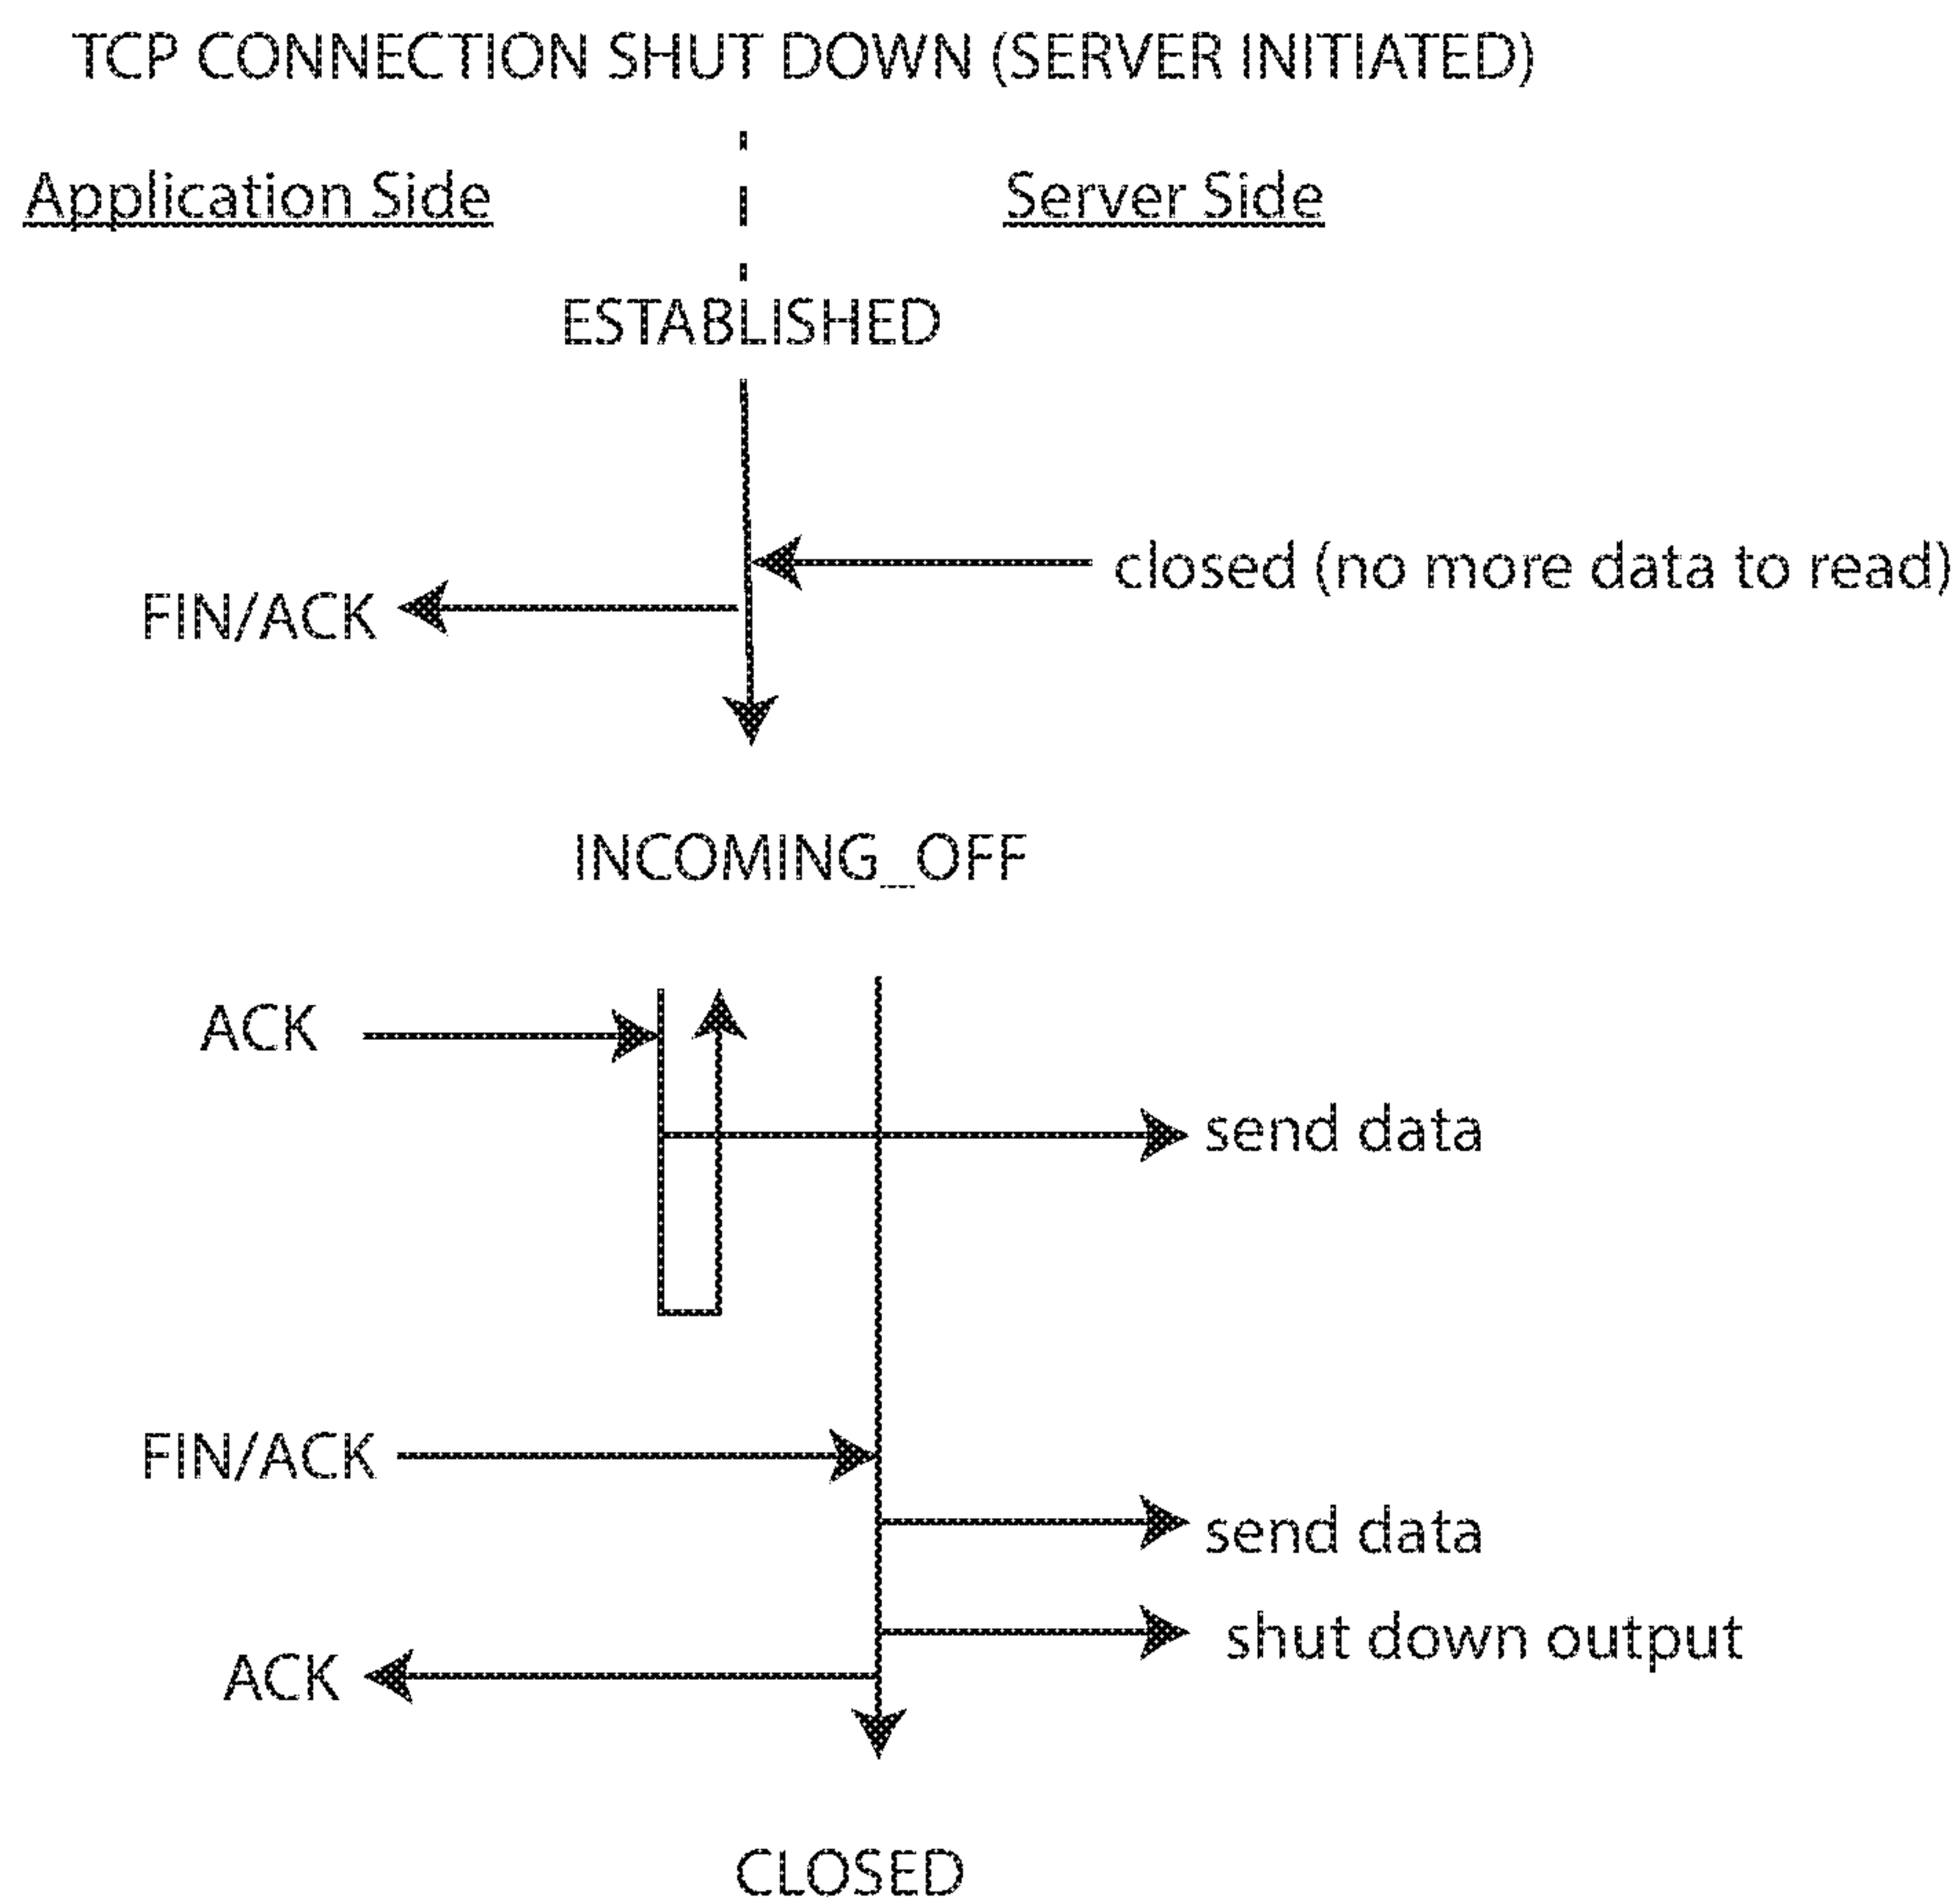 TCP CONNECTION SHUT DOWN (SERVER INITIATED)
Application Side
Server Side
ESTABLISHED
closed (no more data to read)
FIN/ACK
INCOMING_OFF
ACK
send data
FIN/ACK
send data
shut down output
ACK
CLOSED